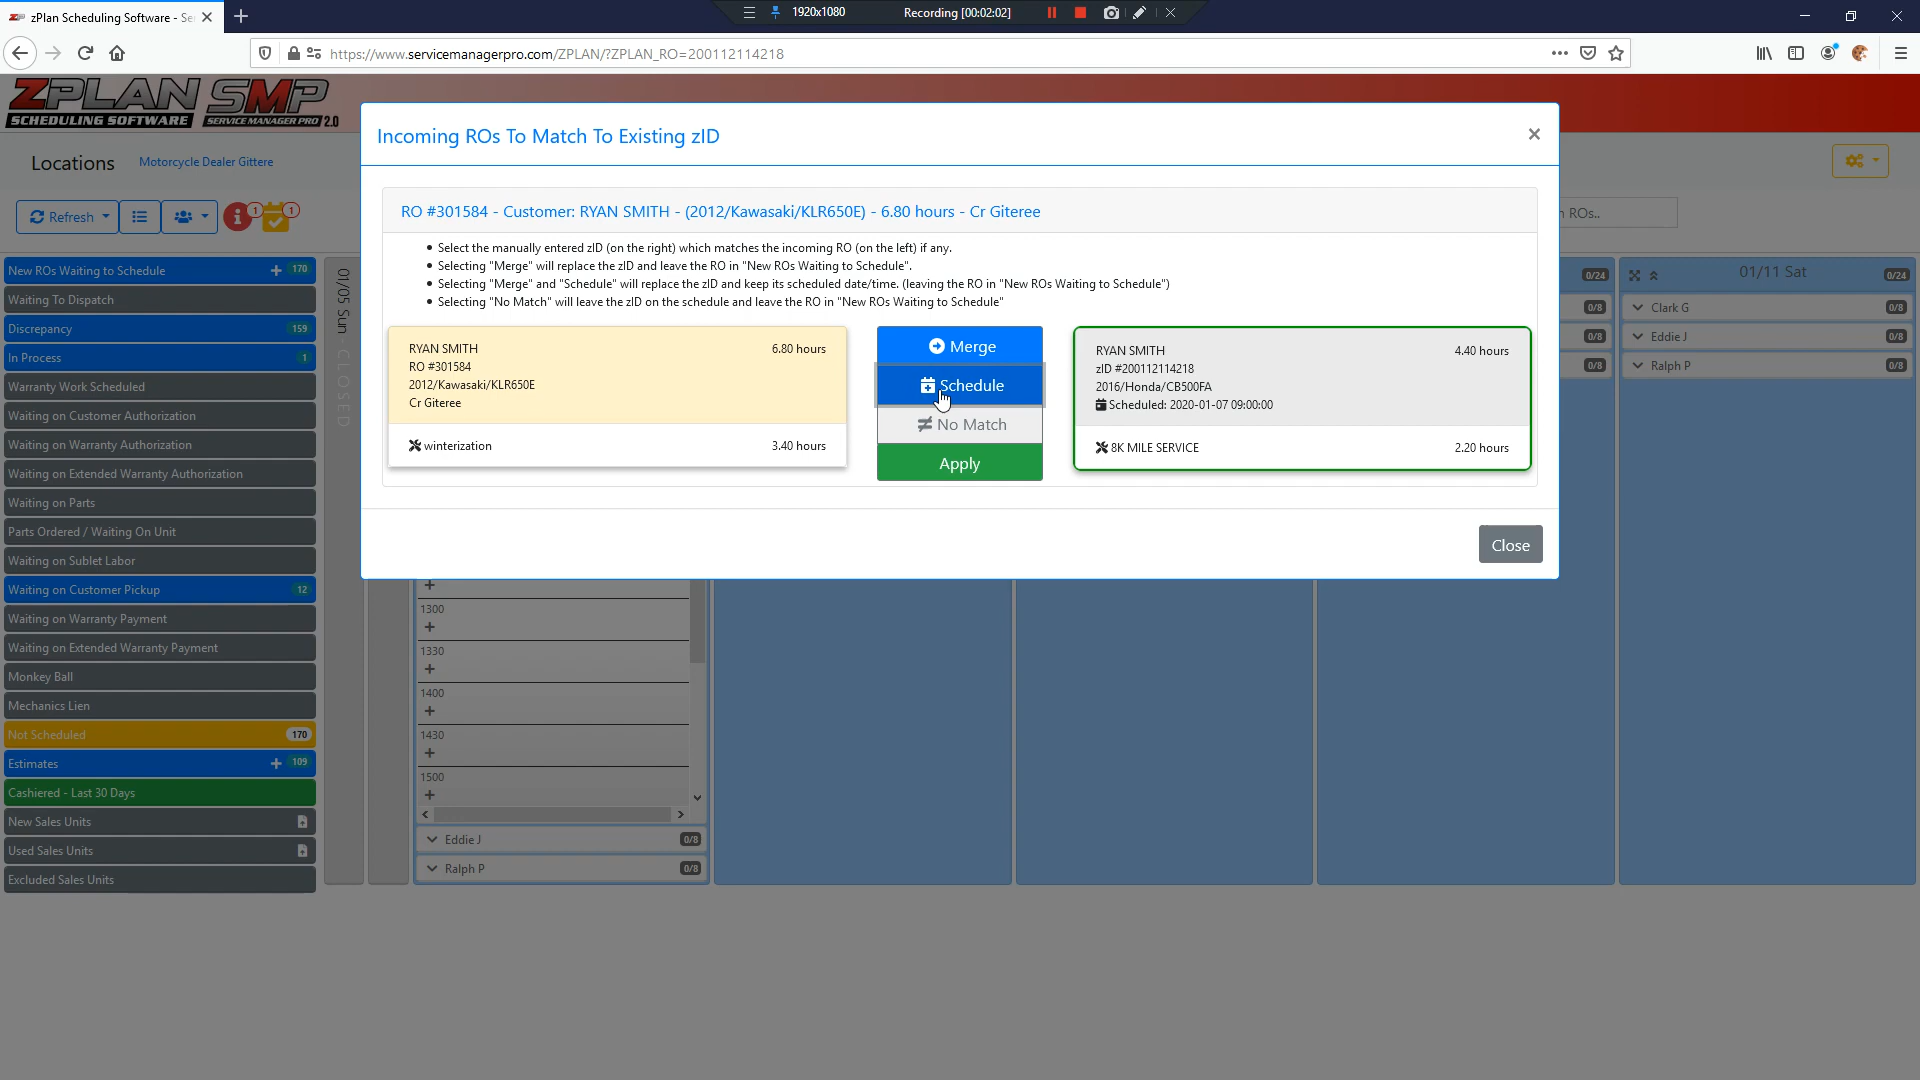 zPlan Scheduling Software - Se
1920x1080
Recording [00:02:02]
https://www.servicemanagerpro.com/ZPLAN/?ZPLAN_RO=200112114218
ZPLAN SMP
SCHEDULING SOFTWARE SERVICE MANAGER PRO 2.0
Locations
Motorcycle Dealer Gittere
Refresh
1
1
n ROs..
Incoming ROs To Match To Existing zID
RO #301584 - Customer: RYAN SMITH - (2012/Kawasaki/KLR650E) - 6.80 hours - Cr Giteree
• Select the manually entered zID (on the right) which matches the incoming RO (on the left) if any.
• Selecting "Merge" will replace the zID and leave the RO in "New ROs Waiting to Schedule".
• Selecting "Merge" and "Schedule" will replace the zID and keep its scheduled date/time. (leaving the RO in "New ROs Waiting to Schedule")
• Selecting "No Match" will leave the zID on the schedule and leave the RO in "New ROs Waiting to Schedule"
RYAN SMITH 6.80 hours
RO #301584
2012/Kawasaki/KLR650E
Cr Giteree
winterization 3.40 hours
Merge
Schedule
No Match
Apply
RYAN SMITH 4.40 hours
zID #200112114218
2016/Honda/CB500FA
Scheduled: 2020-01-07 09:00:00
8K MILE SERVICE 2.20 hours
Close
New ROs Waiting to Schedule + 170
Waiting To Dispatch
Discrepancy 159
In Process 1
Warranty Work Scheduled
Waiting on Customer Authorization
Waiting on Warranty Authorization
Waiting on Extended Warranty Authorization
Waiting on Parts
Parts Ordered / Waiting On Unit
Waiting on Sublet Labor
Waiting on Customer Pickup 12
Waiting on Warranty Payment
Waiting on Extended Warranty Payment
Monkey Ball
Mechanics Lien
Not Scheduled 170
Estimates + 109
Cashiered - Last 30 Days
New Sales Units
Used Sales Units
Excluded Sales Units
01/05 Sun - CLOSED
+
1300
+
1330
+
1400
+
1430
+
1500
+
Eddie J 0/8
Ralph P 0/8
0/24
0/8
0/8
0/8
01/11 Sat 0/24
Clark G 0/8
Eddie J 0/8
Ralph P 0/8